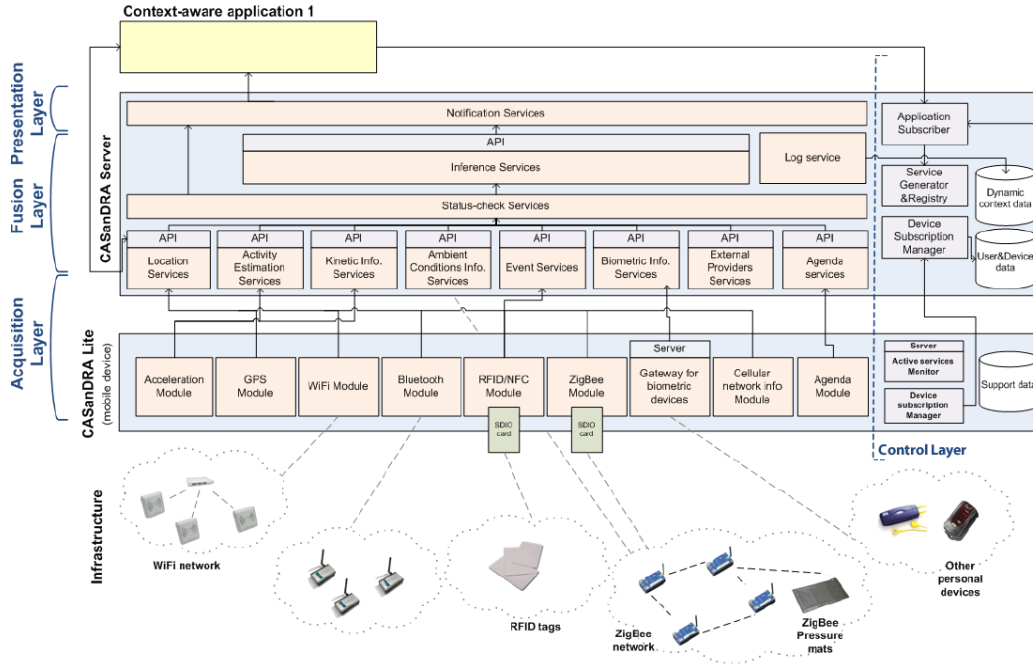 Context-aware application 1
Presentation
Layer
Fusion
Layer
Acquisition
Layer
CASanDRA Server
Notification Services
API
Inference Services
Log service
Status-check Services
API
Location
Services
API
Activity
Estimation
Services
API
Kinetic Info.
Services
API
Ambient
Conditions Info.
Services
API
Event Services
API
Biometric Info.
Services
API
External
Providers
Services
API
Agenda
services
Application
Subscriber
Service
Generator
&Registry
Device
Subscription
Manager
Dynamic
context data
User&Device
data
CASanDRA Lite
(mobile device)
Acceleration
Module
GPS
Module
WiFi Module
Bluetooth
Module
RFID/NFC
Module
ZigBee
Module
Server
Gateway for
biometric
devices
Cellular
network info
Module
Agenda
Module
SDIO
card
SDIO
card
Server
Active services
Monitor
Device
subscription
Manager
Support data
Control Layer
Infrastructure
WiFi network
RFID tags
ZigBee
network
ZigBee
Pressure
mats
Other
personal
devices